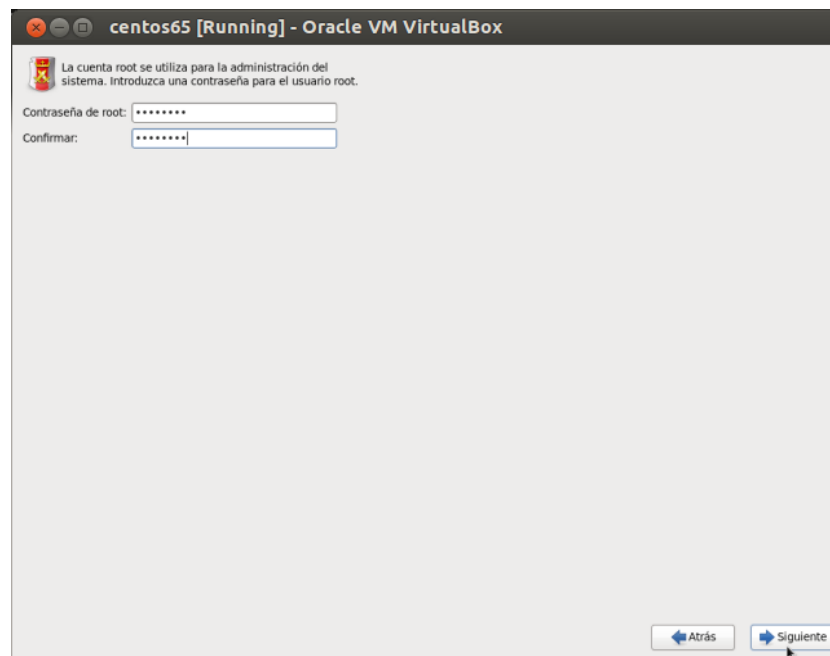 centos65 [Running] - Oracle VM VirtualBox
La cuenta root se utiliza para la administración del
sistema. Introduzca una contraseña para el usuario root.
Contraseña de root: ••••••••
Confirmar: ••••••••
Atrás
Siguiente